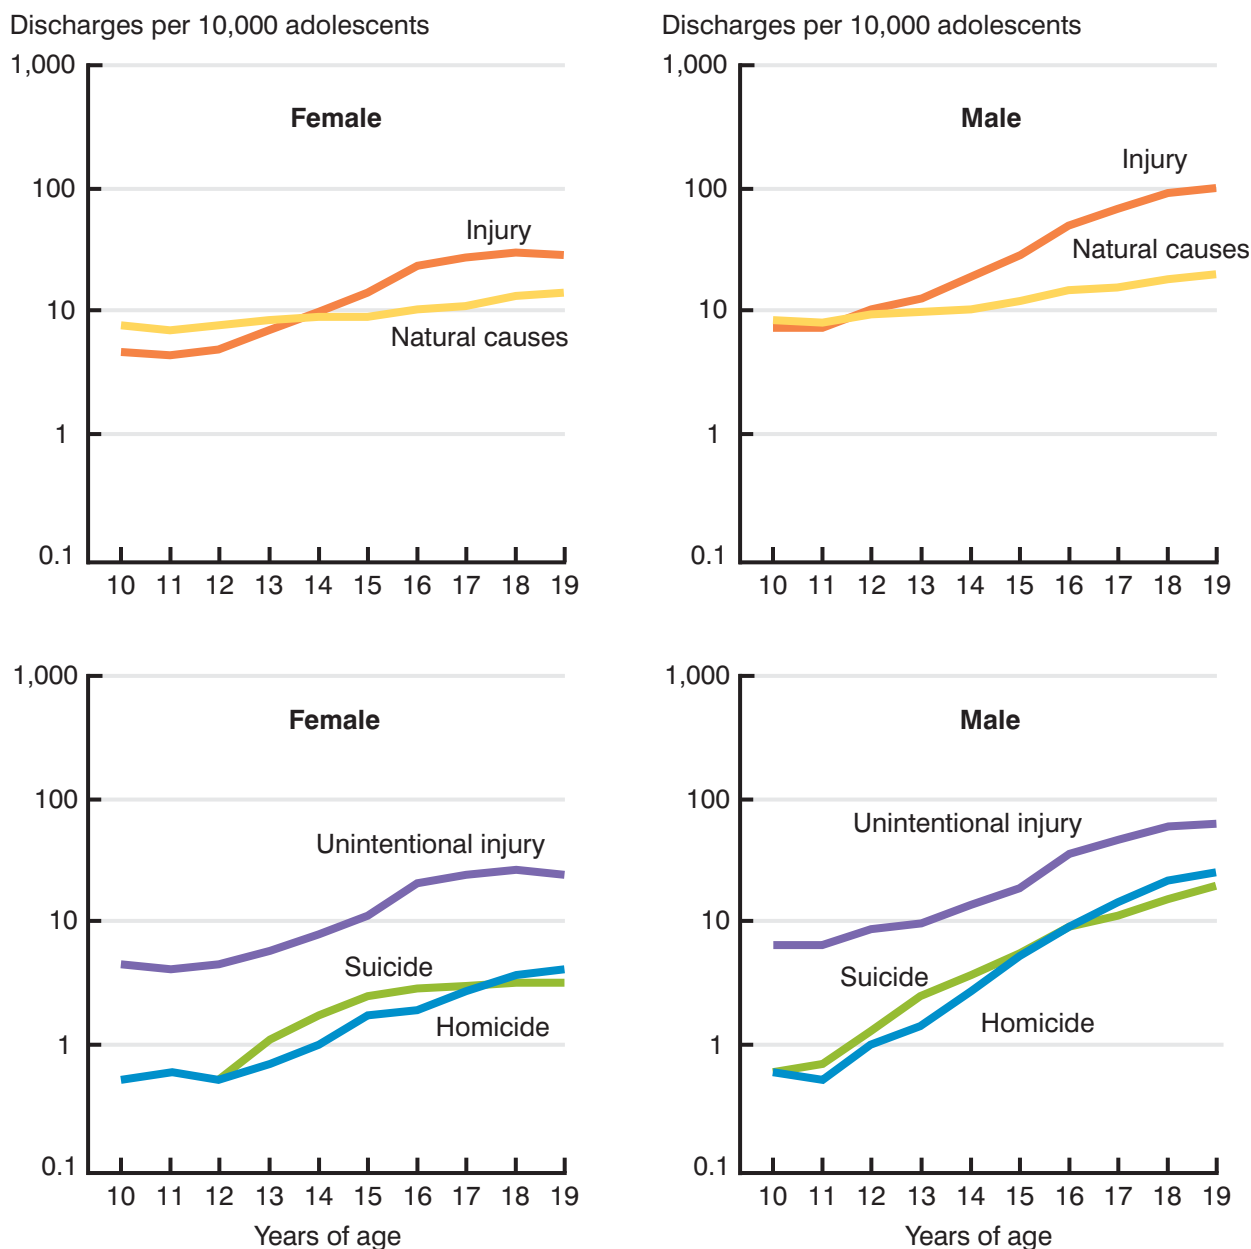 Discharges per 10,000 adolescents
1,000
Female
100
Injury
10
Natural causes
1
0.1
10 11 12 13 14 15 16 17 18 19
Discharges per 10,000 adolescents
1,000
Male
Injury
100
Natural causes
10
1
0.1
10 11 12 13 14 15 16 17 18 19
1,000
Female
100
Unintentional injury
10
Suicide
Homicide
1
0.1
10 11 12 13 14 15 16 17 18 19
Years of age
1,000
Male
100
Unintentional injury
10
Suicide
Homicide
1
0.1
10 11 12 13 14 15 16 17 18 19
Years of age